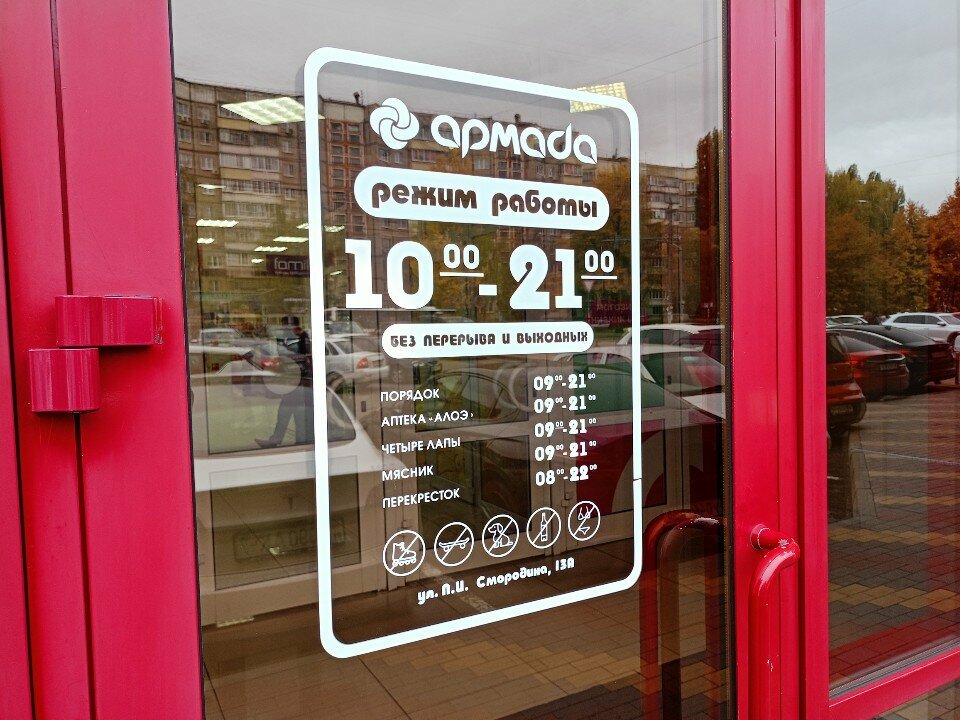 армада
режим работы
10⁰⁰-21⁰⁰
БЕЗ ПЕРЕРЫВА И ВЫХОДНЫХ
ПОРЯДОК 09⁰⁰-21⁰⁰
АПТЕКА «АЛОЭ» 09⁰⁰-21⁰⁰
ЧЕТЫРЕ ЛАПЫ 09⁰⁰-21⁰⁰
МЯСНИК 09⁰⁰-21⁰⁰
ПЕРЕКРЕСТОК 08⁰⁰-22⁰⁰
ул. П.И. Смородина, 13А